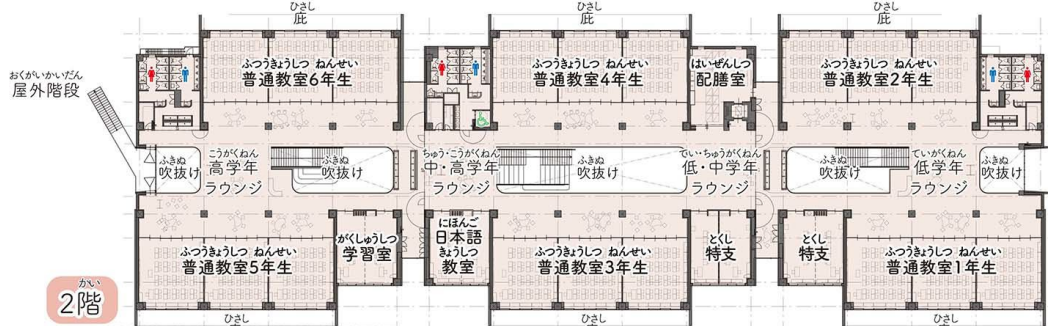 ひさし
庇
ひさし
庇
ひさし
庇
おくがいかいだん
屋外階段
ふつうきょうしつ ねんせい
普通教室6年生
ふつうきょうしつ ねんせい
普通教室4年生
はいぜんしつ
配膳室
ふつうきょうしつ ねんせい
普通教室2年生
ふきぬ
吹抜け
こうがくねん
高学年
ラウンジ
ふきぬ
吹抜け
ちゅう・こうがくねん
中・高学年
ラウンジ
ふきぬ
吹抜け
てい・ちゅうがくねん
低・中学年
ラウンジ
ふきぬ
吹抜け
ていがくねん
低学年
ラウンジ
ふきぬ
吹抜け
ふつうきょうしつ ねんせい
普通教室5年生
がくしゅうしつ
学習室
にほんご
日本語
きょうしつ
教室
ふつうきょうしつ ねんせい
普通教室3年生
とくし
特支
とくし
特支
ふつうきょうしつ ねんせい
普通教室1年生
かい
2階
ひさし
ひさし
ひさし